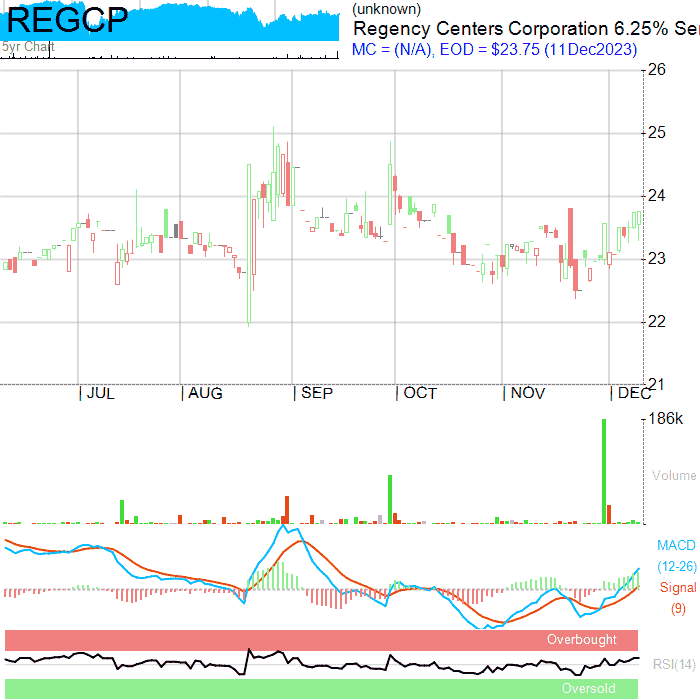 REGCP
5yr Chart
(unknown)
Regency Centers Corporation 6.25% Ser
MC = (N/A), EOD = $23.75 (11Dec2023)
26
25
24
23
22
21
JUL AUG SEP OCT NOV DEC
186k
Volume
MACD
(12-26)
Signal
(9)
Overbought
RSI(14)
Oversold